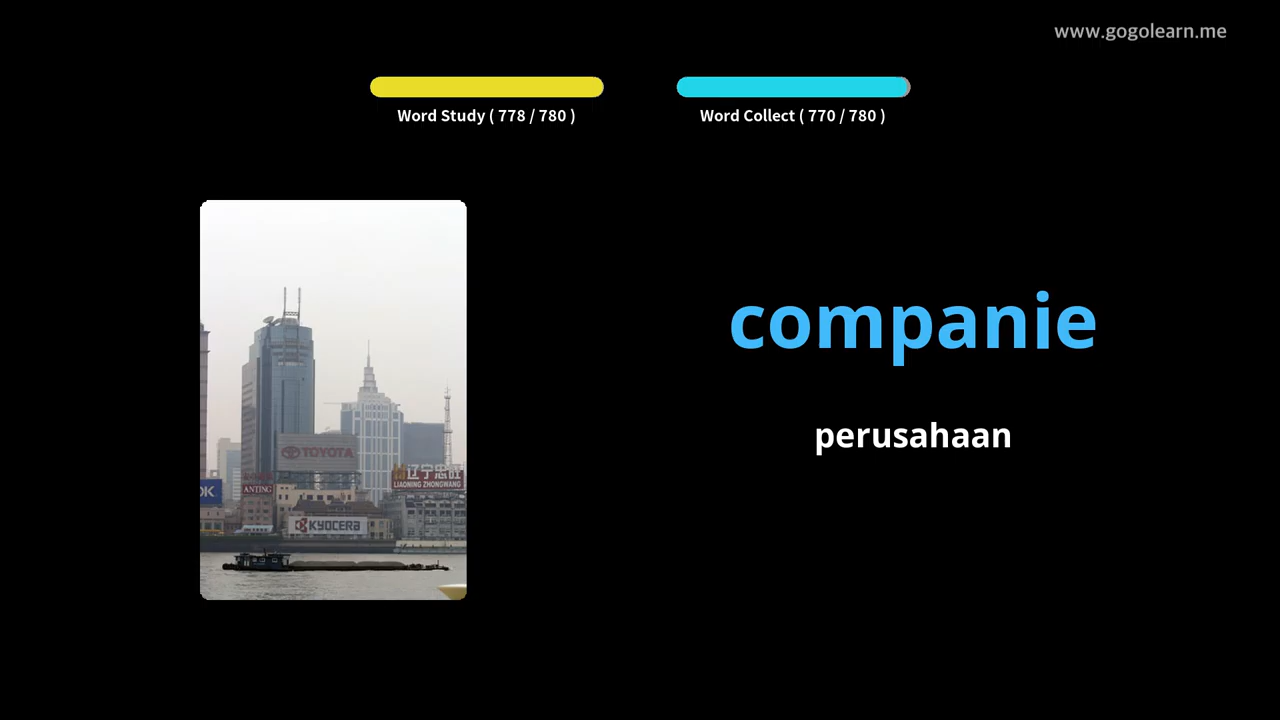 www.gogolearn.me
Word Study ( 778 / 780 )
Word Collect ( 770 / 780 )
companie
perusahaan
TOYOTA
辽宁忠旺
LIAONING ZHONGWANG
OK
ANTING
KYOCERA